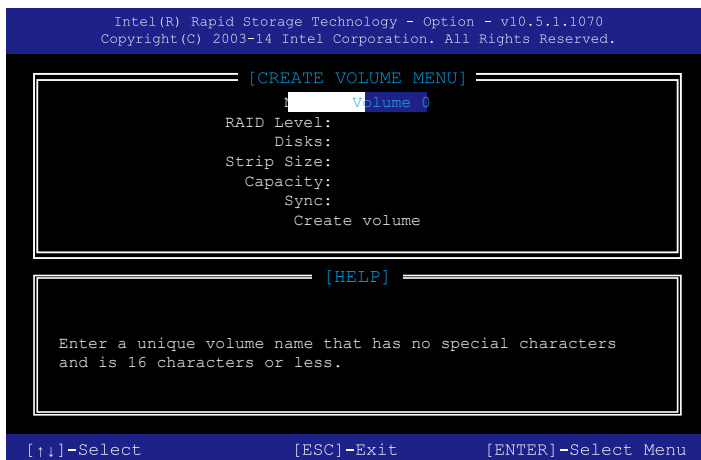 Intel(R) Rapid Storage Technology - Option - v10.5.1.1070
Copyright(C) 2003-14 Intel Corporation. All Rights Reserved.
[CREATE VOLUME MENU]
Volume 0
RAID Level:
Disks:
Strip Size:
Capacity:
Sync:
Create volume
[HELP]
Enter a unique volume name that has no special characters
and is 16 characters or less.
[↑↓]-Select [ESC]-Exit [ENTER]-Select Menu